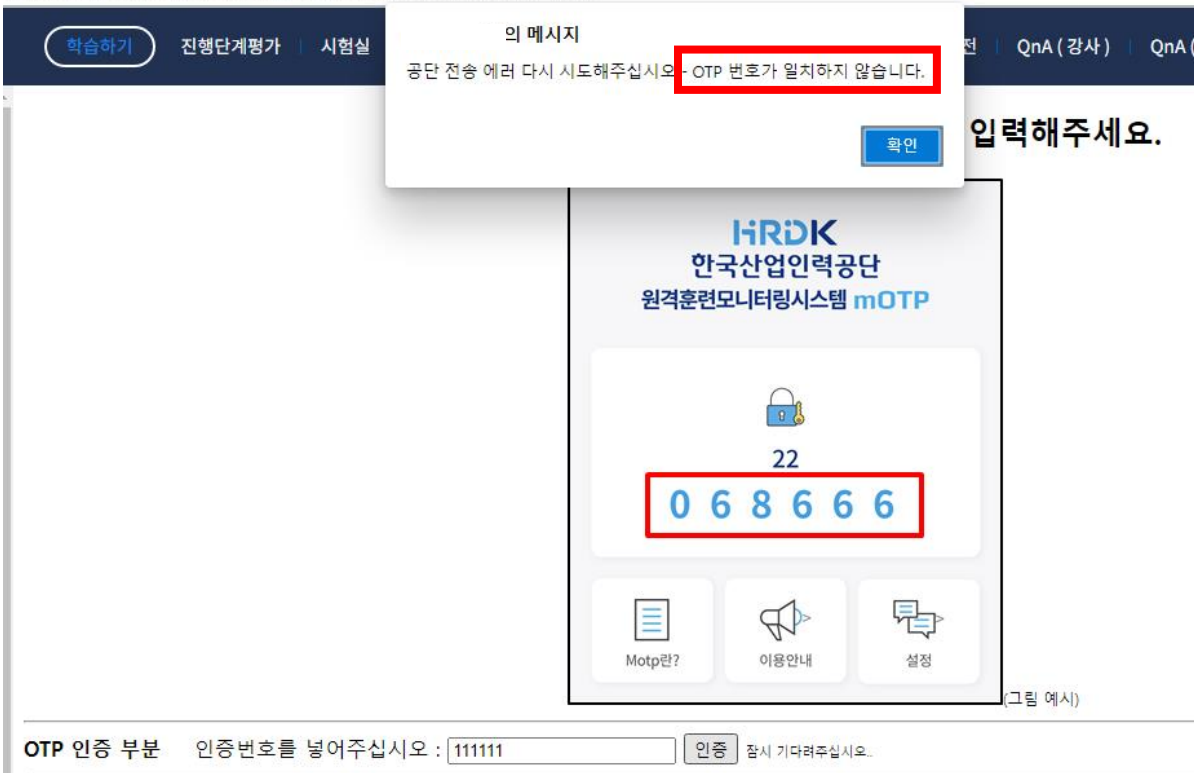 학습하기 진행단계평가 시험실 전 QnA ( 강사 ) QnA (
의 메시지
공단 전송 에러 다시 시도해주십시오 - OTP 번호가 일치하지 않습니다.
확인
입력해주세요.
HRDK
한국산업인력공단
원격훈련모니터링시스템 mOTP
22
0 6 8 6 6 6
Motp란? 이용안내 설정
(그림 예시)
OTP 인증 부분 인증번호를 넣어주십시오 : 111111 인증 잠시 기다려주십시오..